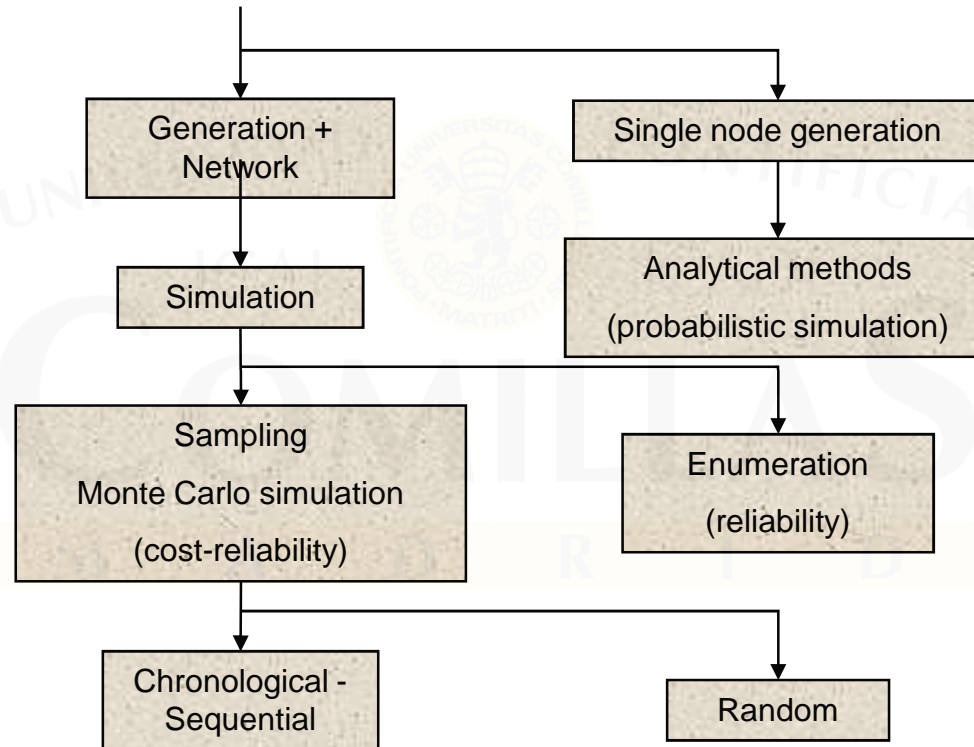 Generation +
Network
Single node generation
Simulation
Analytical methods
(probabilistic simulation)
Sampling
Monte Carlo simulation
(cost-reliability)
Enumeration
(reliability)
Chronological -
Sequential
Random
COMILLAS